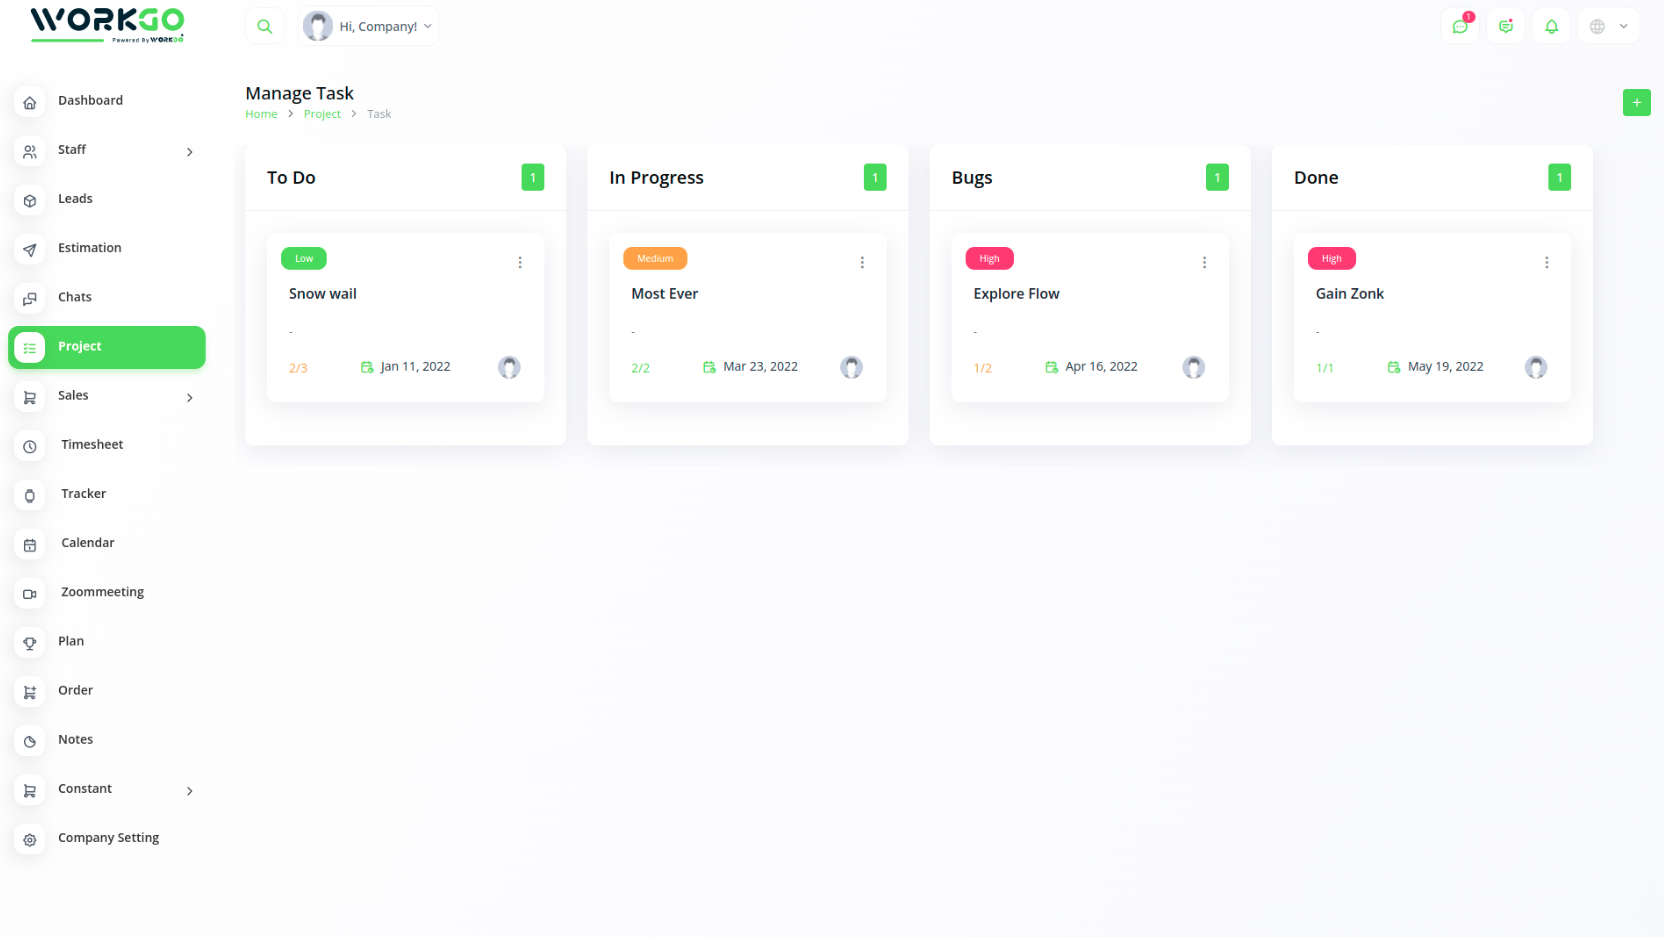 WORKGO
Powered By WORKGO
Hi, Company!
1
Dashboard
Staff
Leads
Estimation
Chats
Project
Sales
Timesheet
Tracker
Calendar
Zoommeeting
Plan
Order
Notes
Constant
Company Setting
Manage Task
Home > Project > Task
+
To Do 1
Low
Snow wail
-
2/3 Jan 11, 2022
In Progress 1
Medium
Most Ever
-
2/2 Mar 23, 2022
Bugs 1
High
Explore Flow
-
1/2 Apr 16, 2022
Done 1
High
Gain Zonk
-
1/1 May 19, 2022